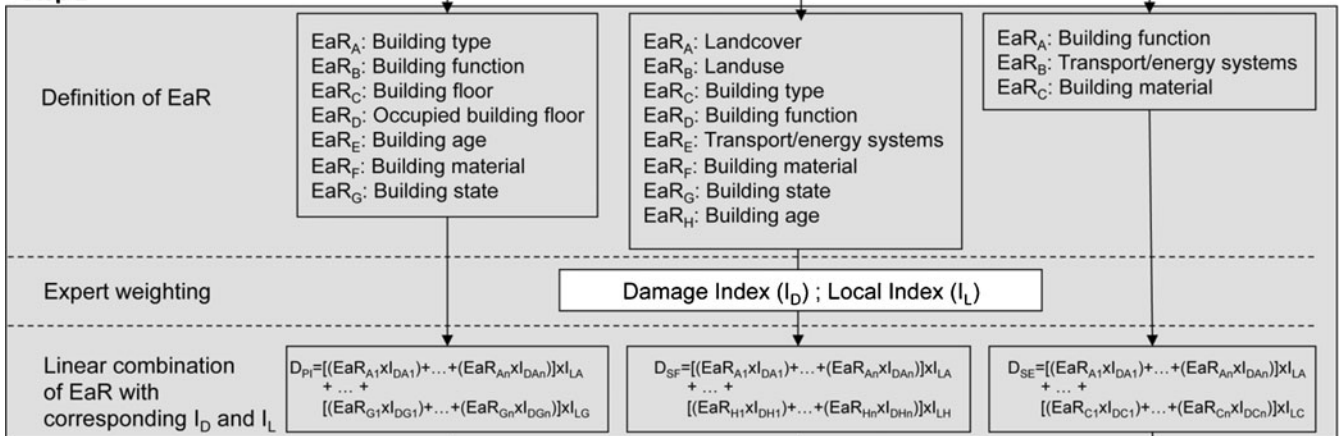 Definition of EaR
EaR_A: Building type
EaR_B: Building function
EaR_C: Building floor
EaR_D: Occupied building floor
EaR_E: Building age
EaR_F: Building material
EaR_G: Building state
EaR_A: Landcover
EaR_B: Landuse
EaR_C: Building type
EaR_D: Building function
EaR_E: Transport/energy systems
EaR_F: Building material
EaR_G: Building state
EaR_H: Building age
EaR_A: Building function
EaR_B: Transport/energy systems
EaR_C: Building material
Expert weighting
Damage Index (I_D) ; Local Index (I_L)
Linear combination
of EaR with
corresponding I_D and I_L
D_PI=[(EaR_A1xI_DA1)+…+(EaR_AnxI_DAn)]xI_LA
+ … +
[(EaR_G1xI_DG1)+…+(EaR_GnxI_DGn)]xI_LG
D_SF=[(EaR_A1xI_DA1)+…+(EaR_AnxI_DAn)]xI_LA
+ … +
[(EaR_H1xI_DH1)+…+(EaR_HnxI_DHn)]xI_LH
D_SE=[(EaR_A1xI_DA1)+…+(EaR_AnxI_DAn)]xI_LA
+ … +
[(EaR_C1xI_DC1)+…+(EaR_CnxI_DCn)]xI_LC